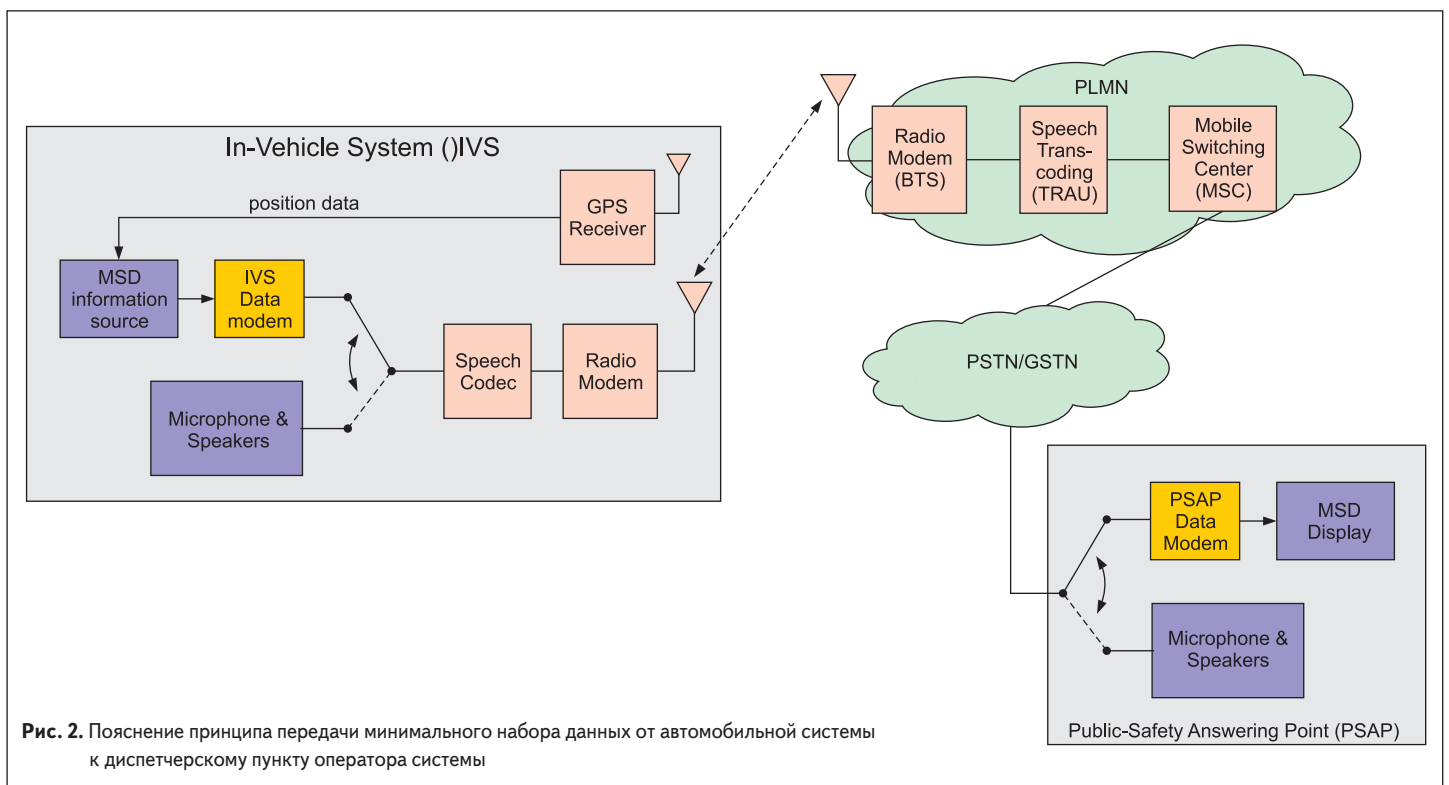 PLMN
Radio
Modem
(BTS)
Speech
Trans-
coding
(TRAU)
Mobile
Switching
Center
(MSC)
In-Vehicle System ()IVS
position data
GPS
Receiver
MSD
information
source
IVS
Data
modem
Speech
Codec
Radio
Modem
Microphone &
Speakers
PSTN/GSTN
PSAP
Data
Modem
MSD
Display
Microphone &
Speakers
Public-Safety Answering Point (PSAP)
Рис. 2. Пояснение принципа передачи минимального набора данных от автомобильной системы
к диспетчерскому пункту оператора системы